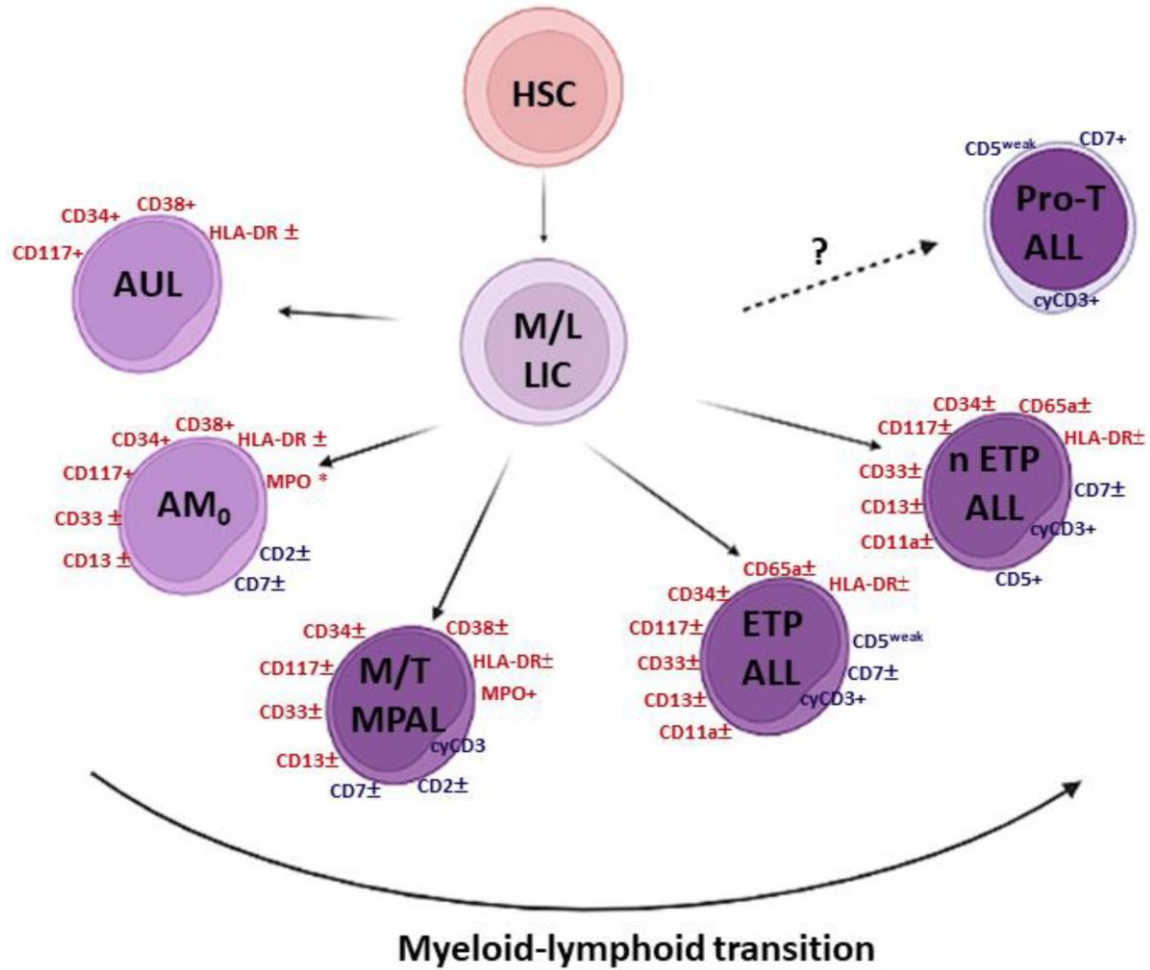 HSC
M/L
LIC
?
CD5weak
CD7+
Pro-T
ALL
cyCD3+
CD34+
CD38+
HLA-DR ±
CD117+
AUL
CD38+
CD34+
HLA-DR ±
CD117+
MPO *
AM0
CD33 ±
CD13 ±
CD2±
CD7±
CD34±
CD38±
CD117±
HLA-DR±
MPO+
M/T
MPAL
CD33±
cyCD3
CD13±
CD7±
CD2±
CD65a±
HLA-DR±
CD34±
CD117±
ETP
ALL
CD5weak
CD33±
CD7±
CD13±
cyCD3+
CD11a±
CD34±
CD65a±
CD117±
HLA-DR±
n ETP
ALL
CD33±
CD7±
CD13±
cyCD3+
CD11a±
CD5+
Myeloid-lymphoid transition